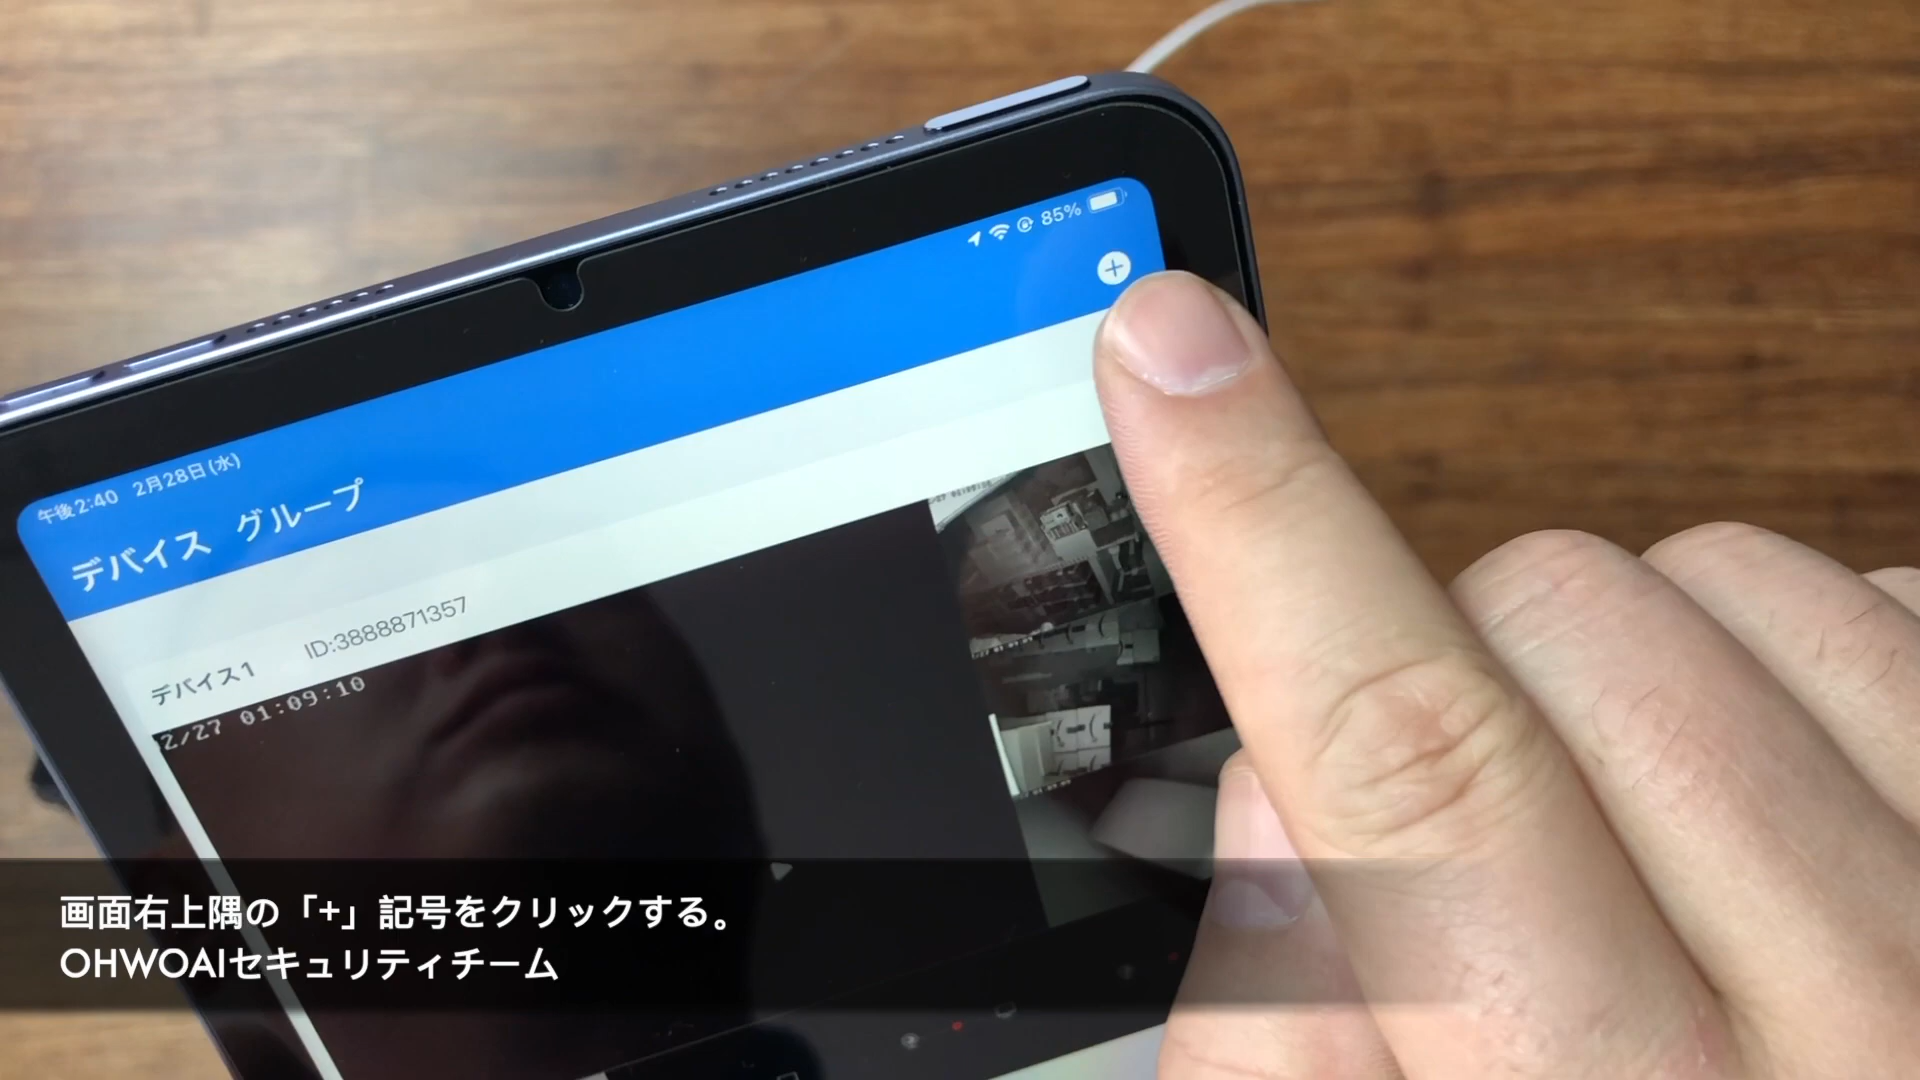 85%
午後2:40 2月28日(水)
デバイス グループ
デバイス1 ID:3888871357
2/27 01:09:10
画面右上隅の「+」記号をクリックする。
OHWOAIセキュリティチーム